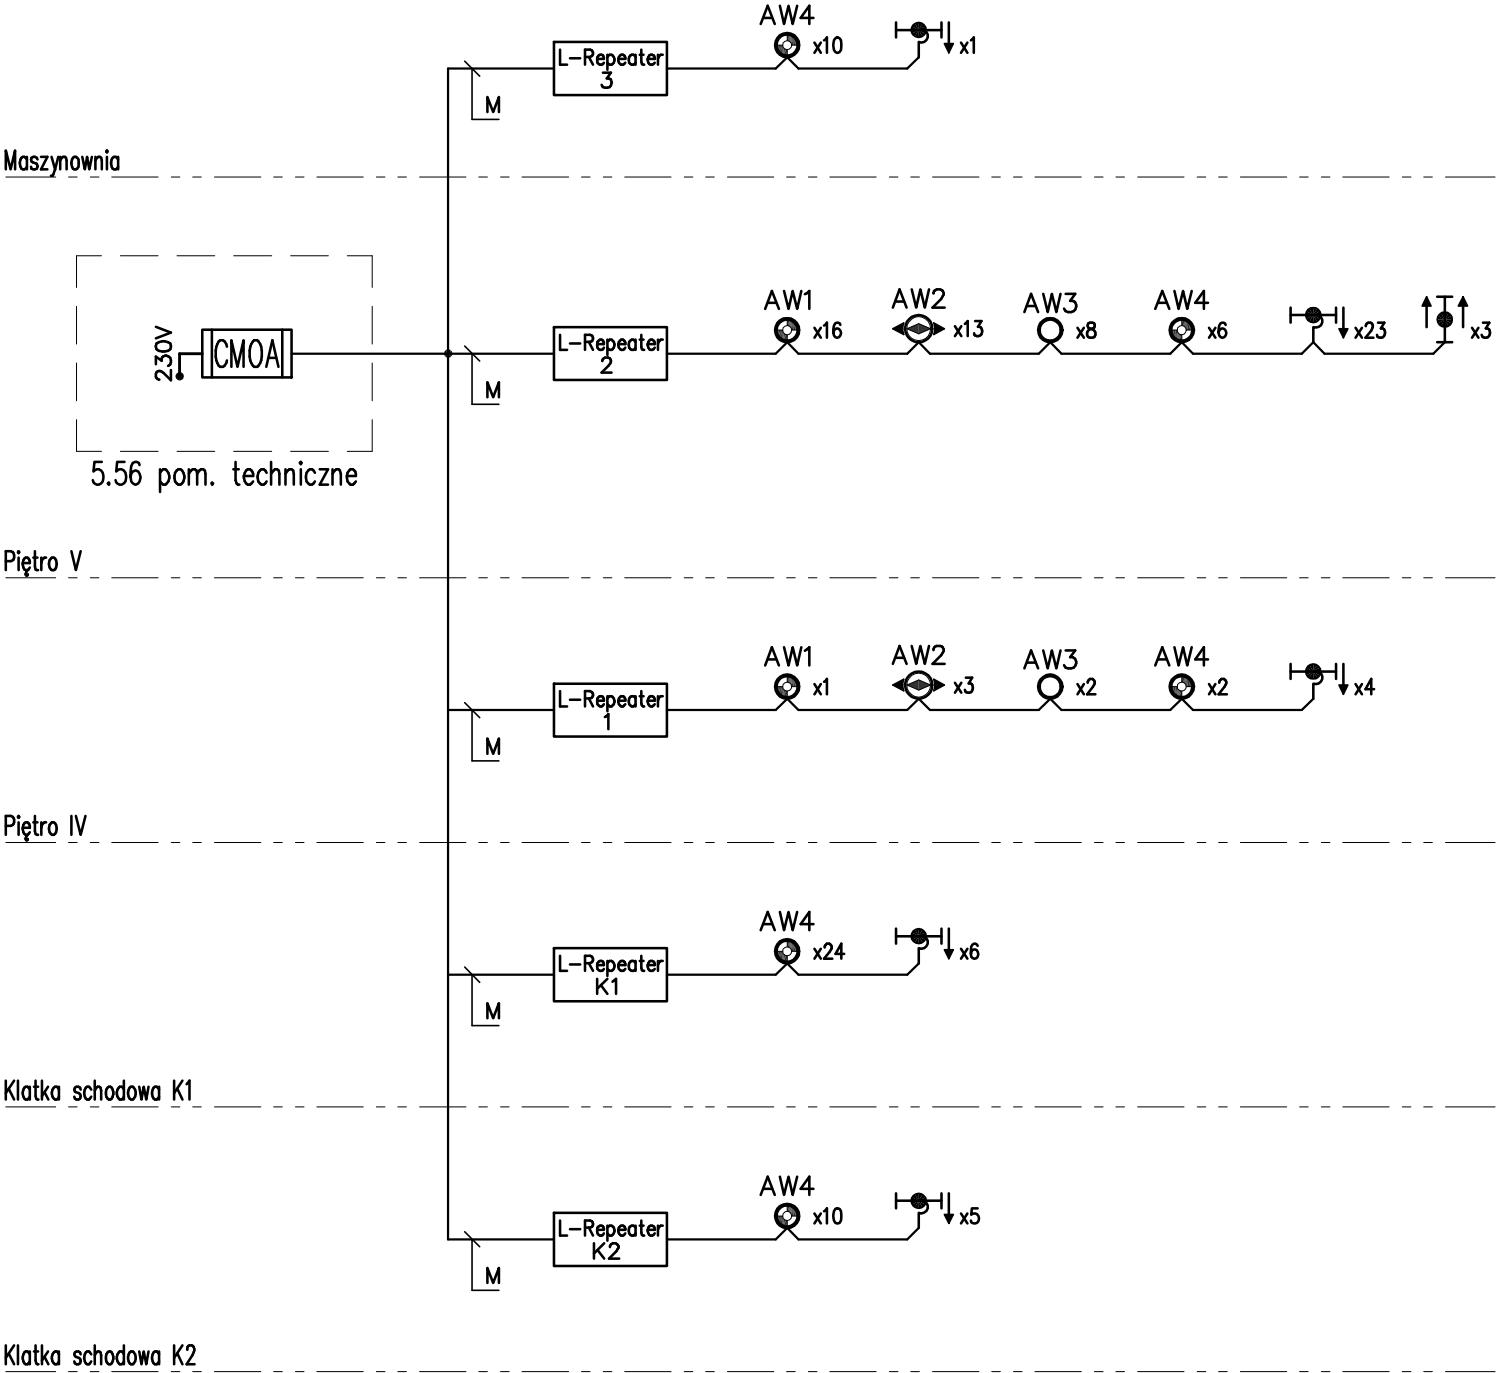 AW4
x10
x1
L-Repeater
3
M
Maszynownia
230V
CMOA
5.56 pom. techniczne
L-Repeater
2
M
AW1
x16
AW2
x13
AW3
x8
AW4
x6
x23
x3
Piętro V
L-Repeater
1
M
AW1
x1
AW2
x3
AW3
x2
AW4
x2
x4
Piętro IV
L-Repeater
K1
M
AW4
x24
x6
Klatka schodowa K1
L-Repeater
K2
M
AW4
x10
x5
Klatka schodowa K2